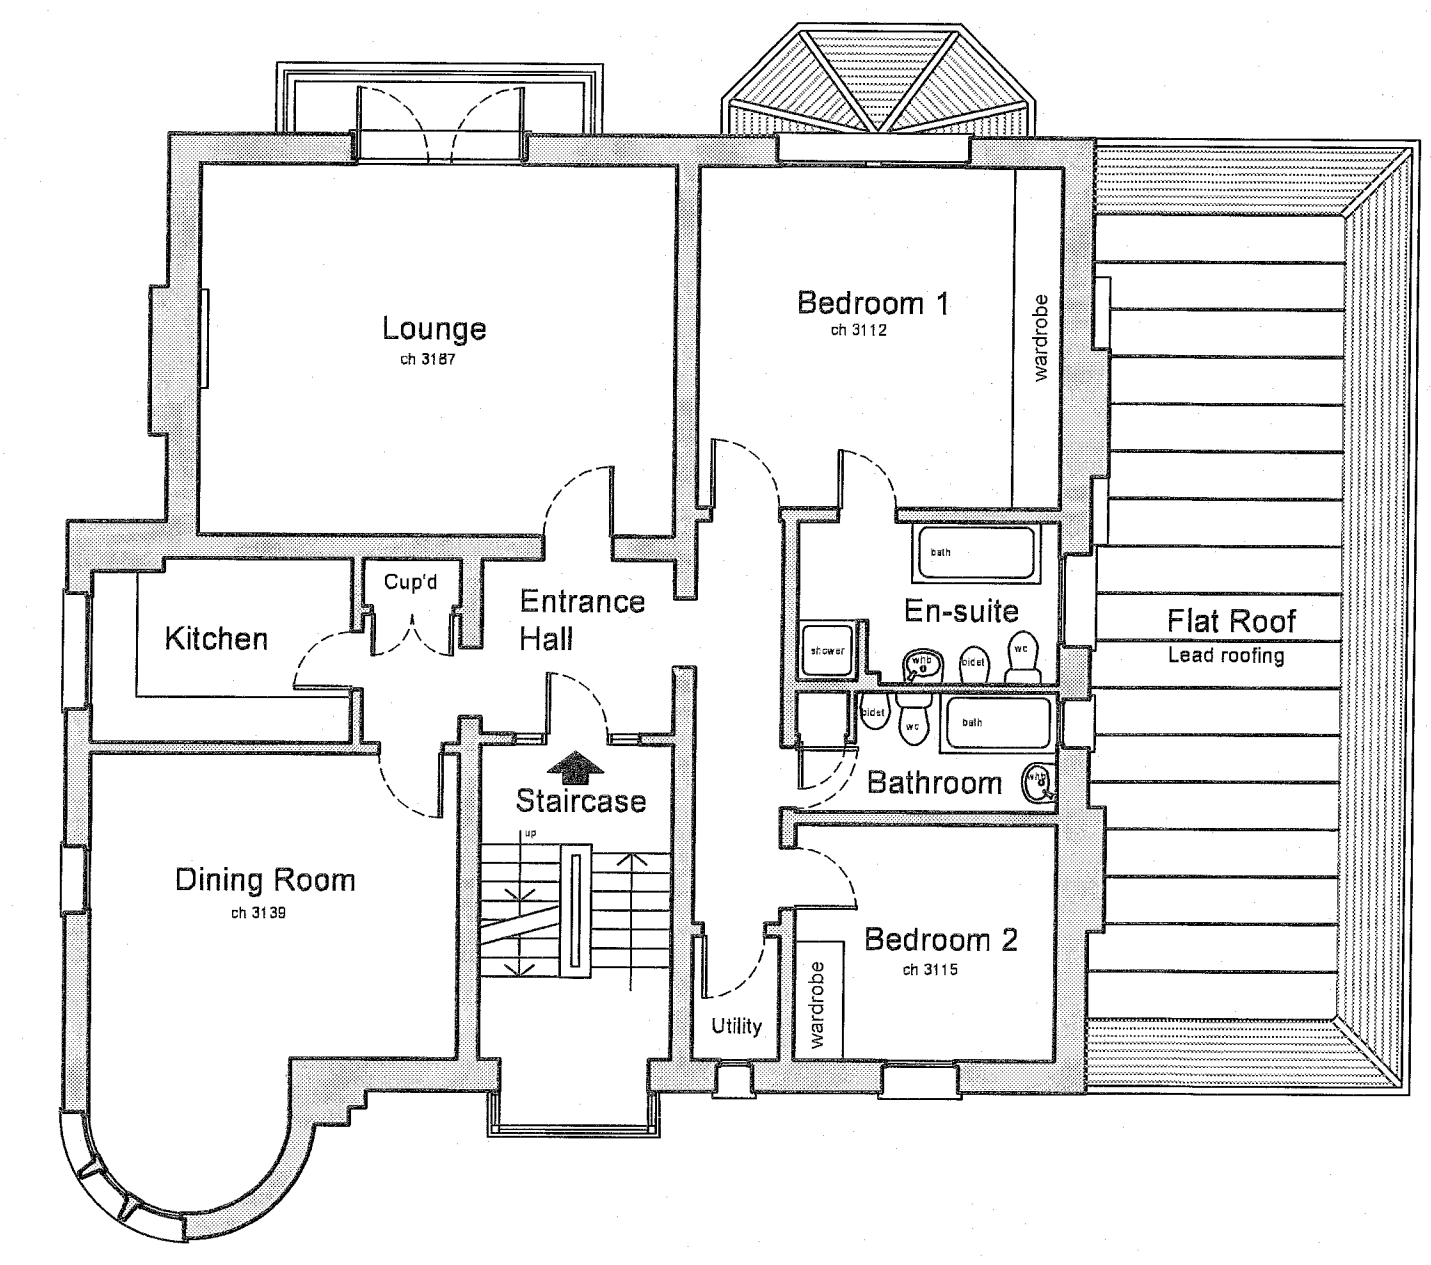 Lounge
ch 3187
Bedroom 1
ch 3112
wardrobe
Cup'd
Kitchen
Entrance
Hall
bath
En-suite
shower
whb
bidet
wc
Flat Roof
Lead roofing
bidet
wc
bath
Bathroom
whb
Staircase
up
Dining Room
ch 3139
Bedroom 2
ch 3115
wardrobe
Utility